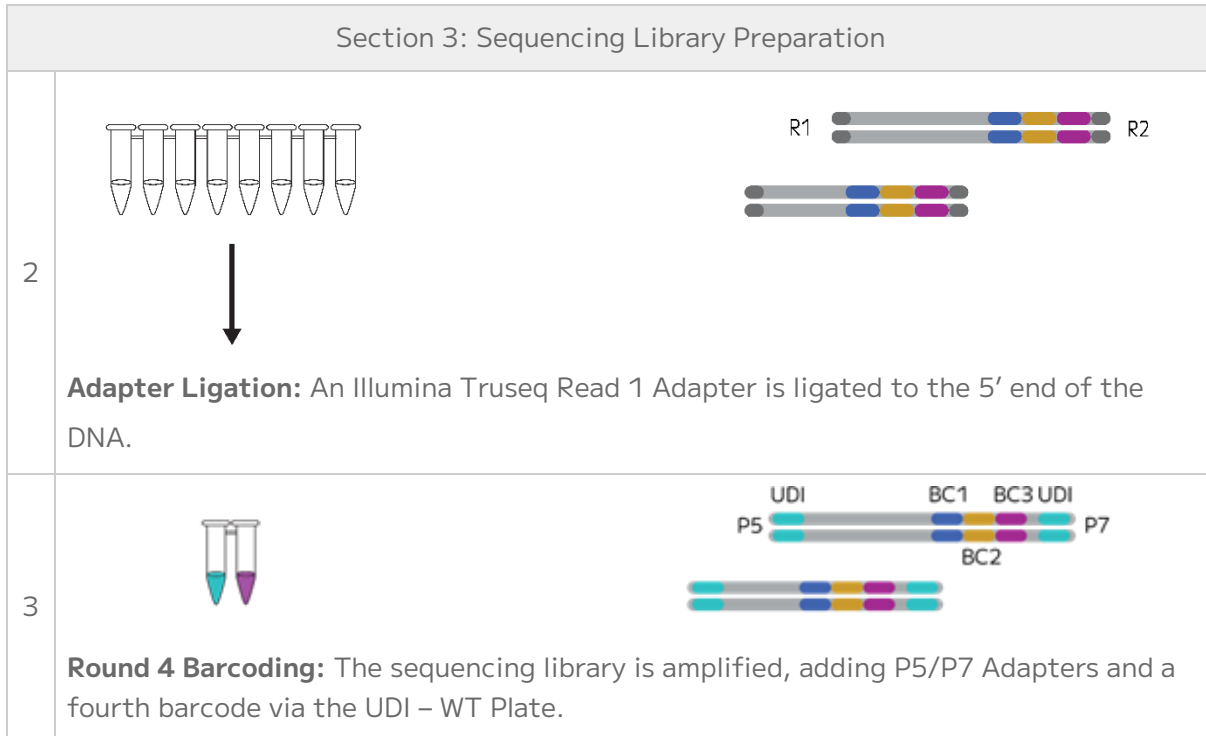 Section 3: Sequencing Library Preparation
R1
R2
2
Adapter Ligation: An Illumina Truseq Read 1 Adapter is ligated to the 5′ end of the
DNA.
UDI BC1 BC3 UDI
P5 P7
BC2
3
Round 4 Barcoding: The sequencing library is amplified, adding P5/P7 Adapters and a
fourth barcode via the UDI – WT Plate.